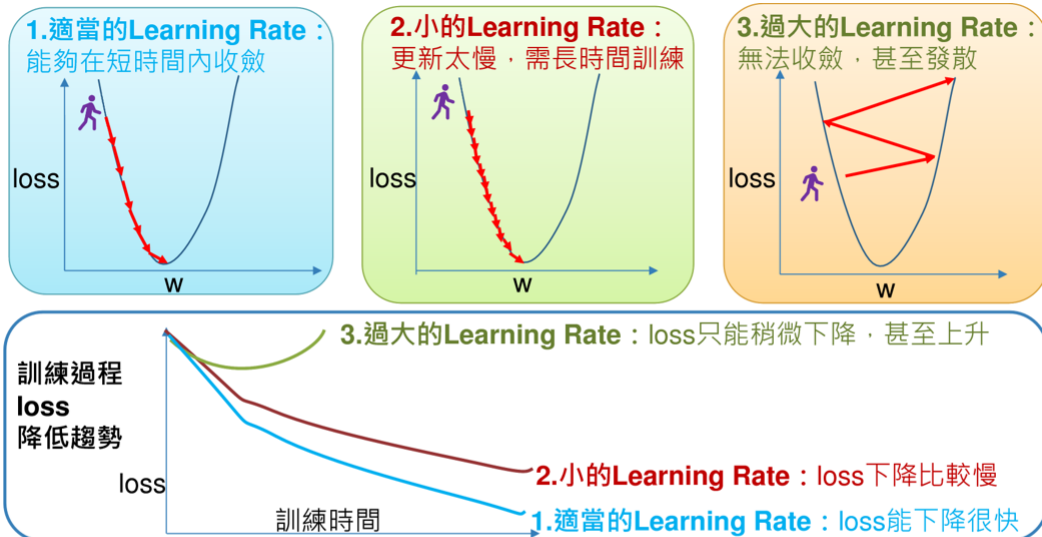 1.適當的Learning Rate：
能夠在短時間內收斂
loss
w
2.小的Learning Rate：
更新太慢，需長時間訓練
loss
w
3.過大的Learning Rate：
無法收斂，甚至發散
loss
w
3.過大的Learning Rate：loss只能稍微下降，甚至上升
訓練過程
loss
降低趨勢
loss
2.小的Learning Rate：loss下降比較慢
訓練時間
1.適當的Learning Rate：loss能下降很快